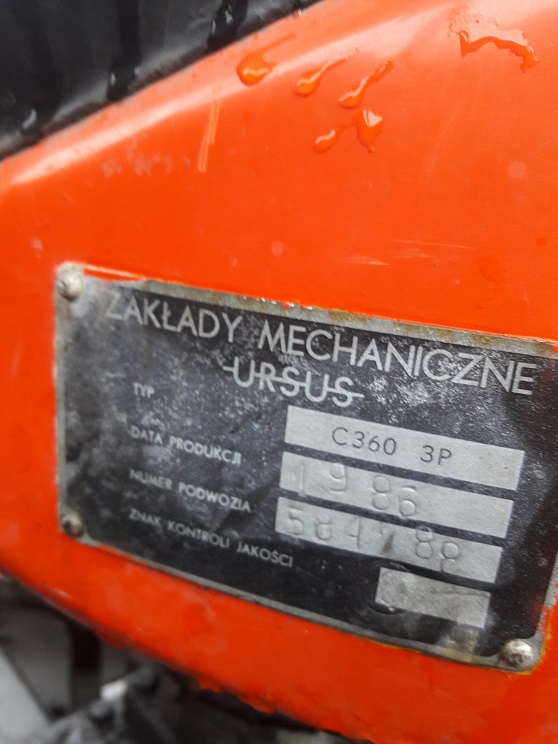 ZAKŁADY MECHANICZNE
URSUS
TYP C360 3P
DATA PRODUKCJI 1986
NUMER PODWOZIA
ZNAK KONTROLI JAKOŚCI